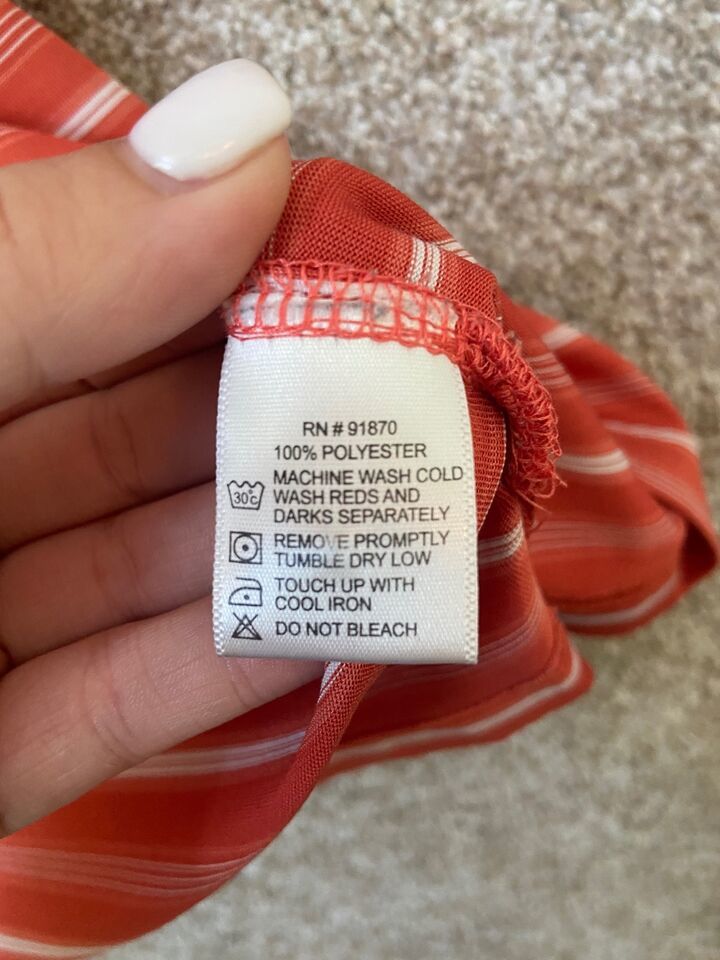 RN # 91870
100% POLYESTER
MACHINE WASH COLD
30°C WASH REDS AND
DARKS SEPARATELY
REMOVE PROMPTLY
TUMBLE DRY LOW
TOUCH UP WITH
COOL IRON
DO NOT BLEACH